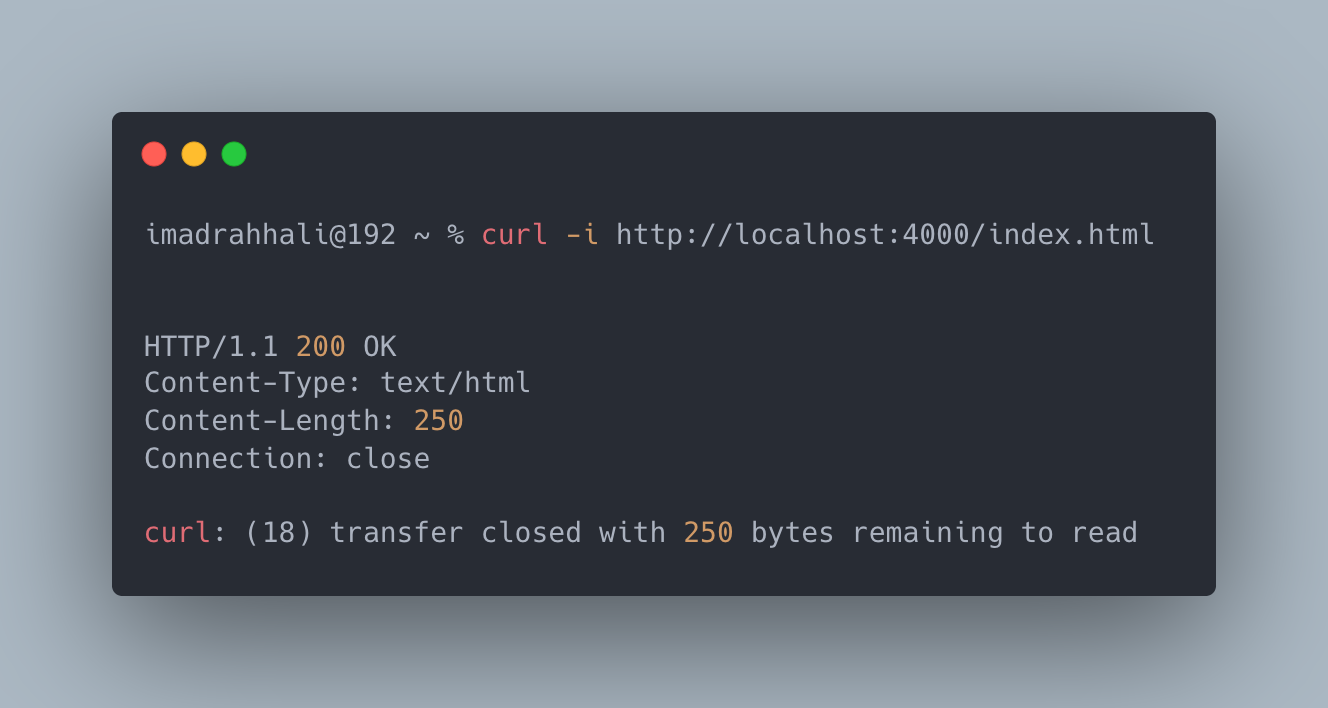 imadrahhali@192 ~ % curl -i http://localhost:4000/index.html
HTTP/1.1 200 OK
Content-Type: text/html
Content-Length: 250
Connection: close
curl: (18) transfer closed with 250 bytes remaining to read